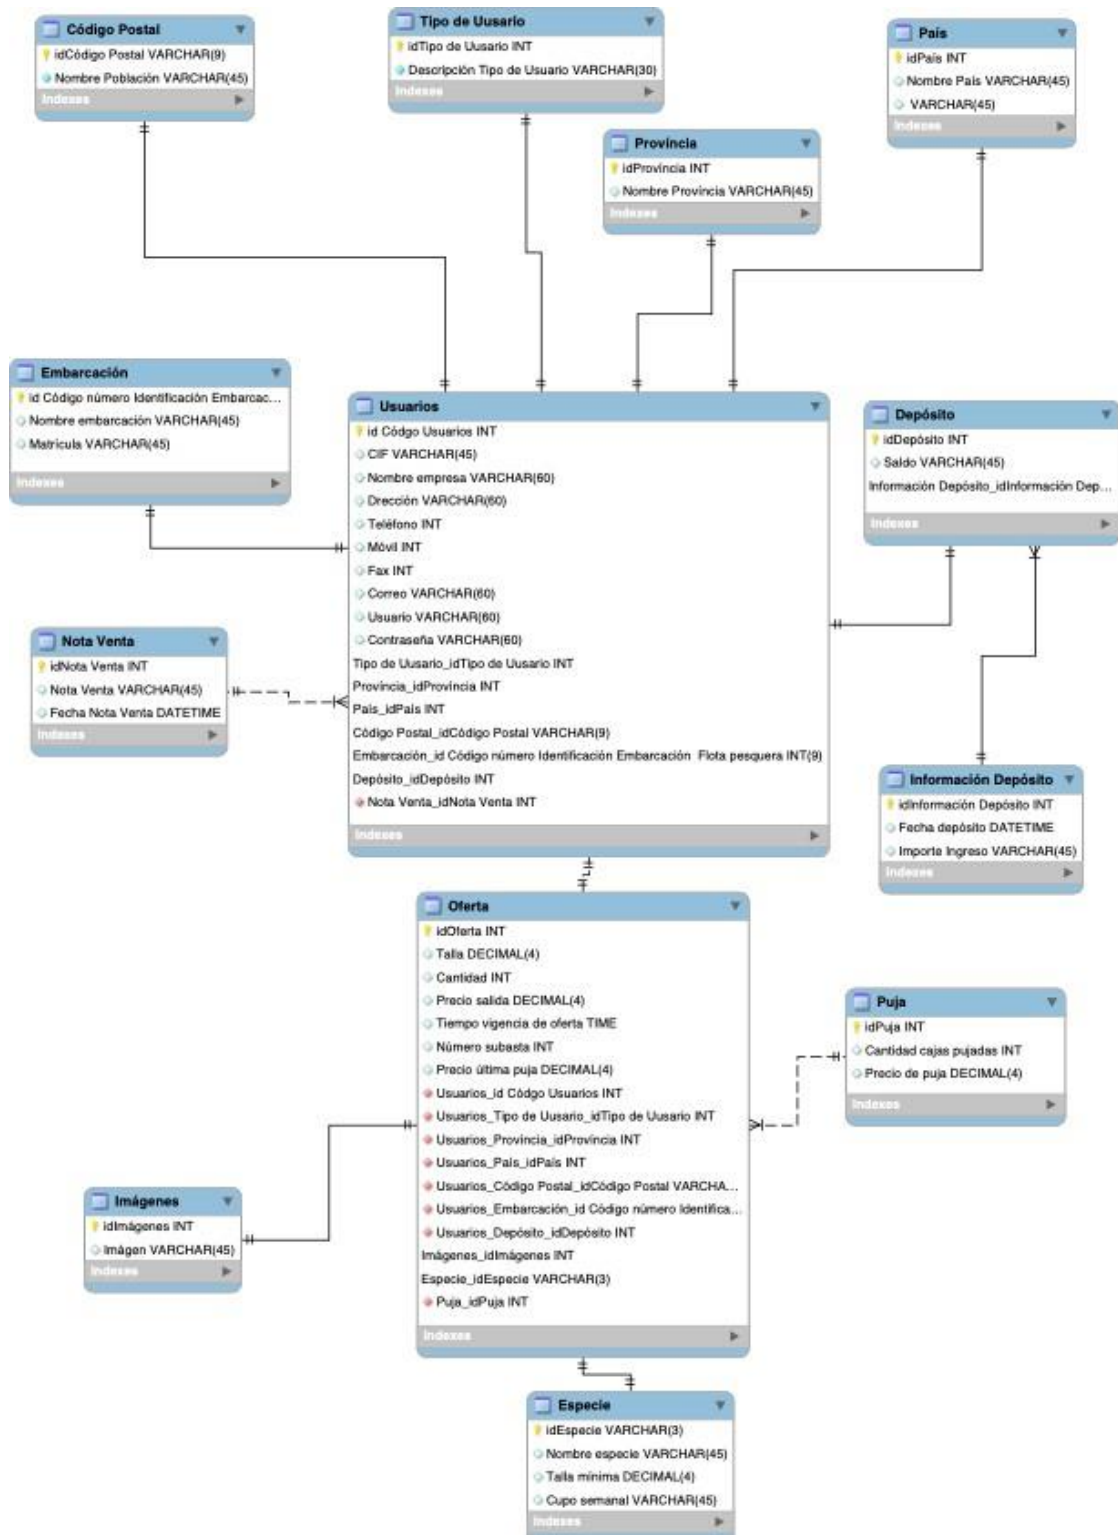 Código Postal
idCódigo Postal VARCHAR(9)
Nombre Población VARCHAR(45)
Indexes
Tipo de Uusario
idTipo de Uusario INT
Descripción Tipo de Usuario VARCHAR(30)
Indexes
País
idPaís INT
Nombre País VARCHAR(45)
VARCHAR(45)
Indexes
Província
idProvíncia INT
Nombre Província VARCHAR(45)
Indexes
Embarcación
id Código número Identificación Embarcac...
Nombre embarcación VARCHAR(45)
Matrícula VARCHAR(45)
Indexes
Usuarios
id Códgo Usuarios INT
CIF VARCHAR(45)
Nombre empresa VARCHAR(60)
Drección VARCHAR(60)
Teléfono INT
Móvil INT
Fax INT
Correo VARCHAR(60)
Usuario VARCHAR(60)
Contraseña VARCHAR(60)
Tipo de Uusario_idTipo de Uusario INT
Província_idProvíncia INT
País_idPaís INT
Código Postal_idCódigo Postal VARCHAR(9)
Embarcación_id Código número Identificación Embarcación Flota pesquera INT(9)
Depósito_idDepósito INT
Nota Venta_idNota Venta INT
Indexes
Depósito
idDepósito INT
Saldo VARCHAR(45)
Información Depósito_idInformación Dep...
Indexes
Nota Venta
idNota Venta INT
Nota Venta VARCHAR(45)
Fecha Nota Venta DATETIME
Indexes
Información Depósito
idInformación Depósito INT
Fecha depósito DATETIME
Importe Ingreso VARCHAR(45)
Indexes
Oferta
idOferta INT
Talla DECIMAL(4)
Cantidad INT
Precio salida DECIMAL(4)
Tiempo vigencia de oferta TIME
Número subasta INT
Precio última puja DECIMAL(4)
Usuarios_id Códgo Usuarios INT
Usuarios_Tipo de Uusario_idTipo de Uusario INT
Usuarios_Província_idProvíncia INT
Usuarios_País_idPaís INT
Usuarios_Código Postal_idCódigo Postal VARCHA...
Usuarios_Embarcación_id Código número Identifica...
Usuarios_Depósito_idDepósito INT
Imágenes_idImágenes INT
Especie_idEspecie VARCHAR(3)
Puja_idPuja INT
Indexes
Puja
idPuja INT
Cantidad cajas pujadas INT
Precio de puja DECIMAL(4)
Indexes
Imágenes
idImágenes INT
Imágen VARCHAR(45)
Indexes
Especie
idEspecie VARCHAR(3)
Nombre especie VARCHAR(45)
Talla mínima DECIMAL(4)
Cupo semanal VARCHAR(45)
Indexes